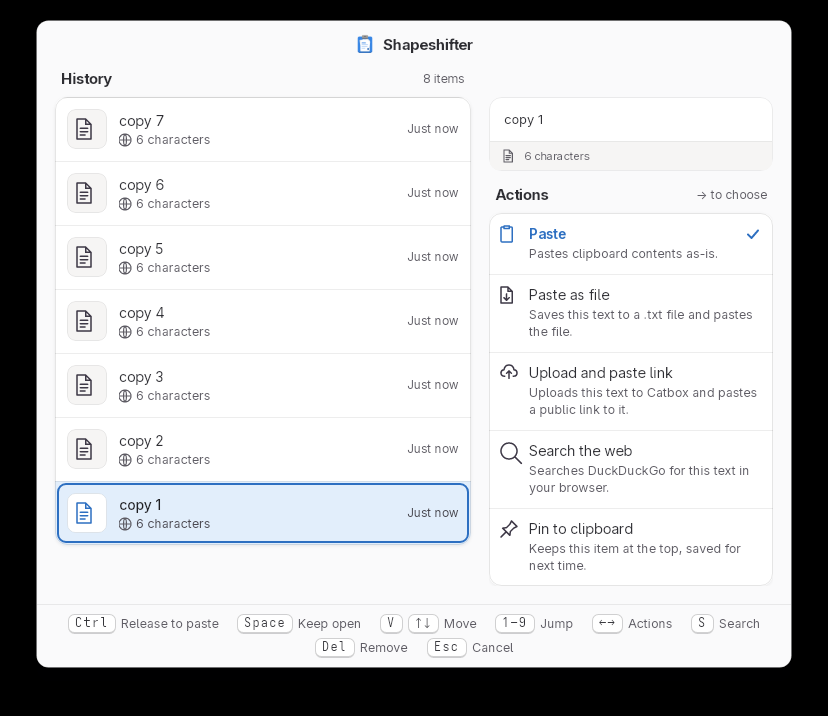 Shapeshifter
History
8 items
copy 7
6 characters
Just now
copy 6
6 characters
Just now
copy 5
6 characters
Just now
copy 4
6 characters
Just now
copy 3
6 characters
Just now
copy 2
6 characters
Just now
copy 1
6 characters
Just now
copy 1
6 characters
Actions
→ to choose
Paste
Pastes clipboard contents as-is.
Paste as file
Saves this text to a .txt file and pastes
the file.
Upload and paste link
Uploads this text to Catbox and pastes
a public link to it.
Search the web
Searches DuckDuckGo for this text in
your browser.
Pin to clipboard
Keeps this item at the top, saved for
next time.
Ctrl Release to paste Space Keep open V ↑↓ Move 1–9 Jump ←→ Actions S Search
Del Remove Esc Cancel